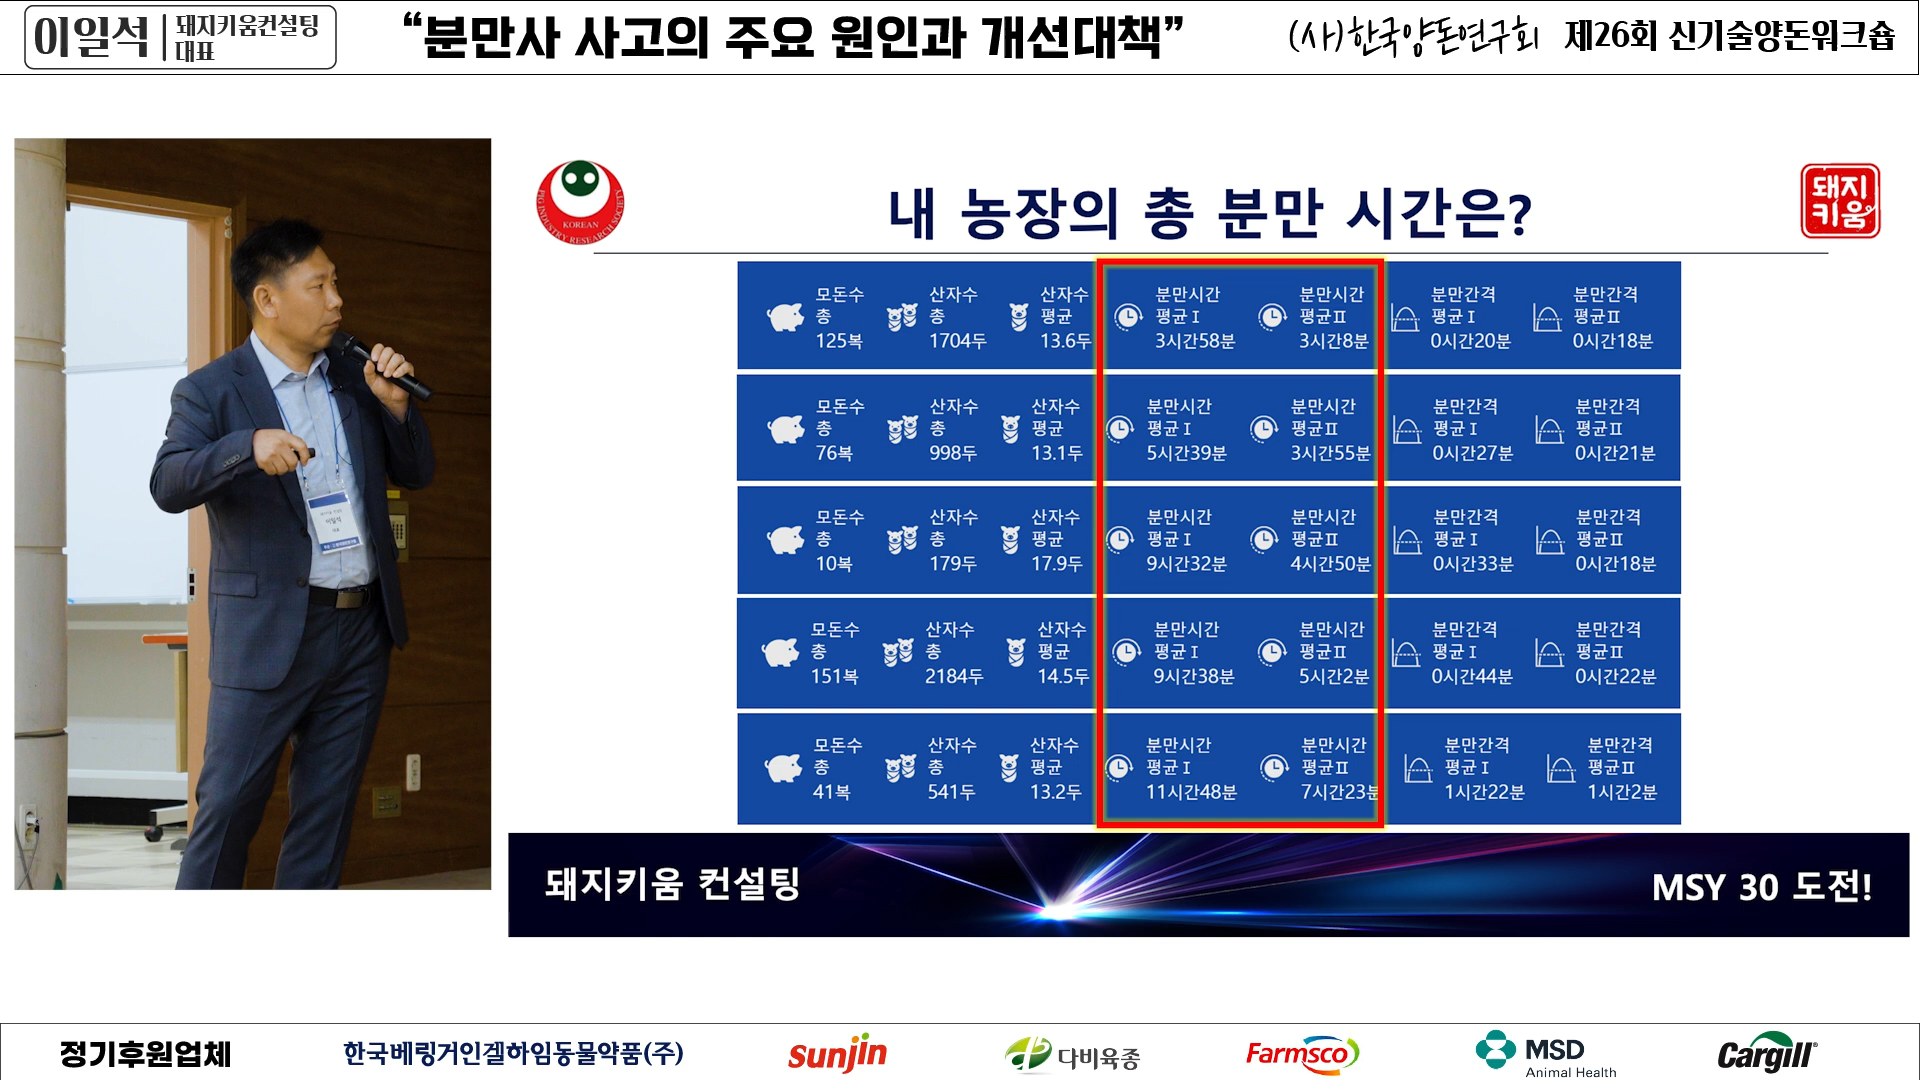 이일석 돼지키움컨설팅 대표
“분만사 사고의 주요 원인과 개선대책”
(사)한국양돈연구회 제26회 신기술양돈워크숍
KOREAN
PIG INDUSTRY RESEARCH SOCIETY
내 농장의 총 분만 시간은?
돼지
키움
모돈수 산자수 산자수 분만시간 분만시간 분만간격 분만간격
총 총 평균 평균Ⅰ 평균Ⅱ 평균Ⅰ 평균Ⅱ
125복 1704두 13.6두 3시간58분 3시간8분 0시간20분 0시간18분
모돈수 산자수 산자수 분만시간 분만시간 분만간격 분만간격
총 총 평균 평균Ⅰ 평균Ⅱ 평균Ⅰ 평균Ⅱ
76복 998두 13.1두 5시간39분 3시간55분 0시간27분 0시간21분
모돈수 산자수 산자수 분만시간 분만시간 분만간격 분만간격
총 총 평균 평균Ⅰ 평균Ⅱ 평균Ⅰ 평균Ⅱ
10복 179두 17.9두 9시간32분 4시간50분 0시간33분 0시간18분
모돈수 산자수 산자수 분만시간 분만시간 분만간격 분만간격
총 총 평균 평균Ⅰ 평균Ⅱ 평균Ⅰ 평균Ⅱ
151복 2184두 14.5두 9시간38분 5시간2분 0시간44분 0시간22분
모돈수 산자수 산자수 분만시간 분만시간 분만간격 분만간격
총 총 평균 평균Ⅰ 평균Ⅱ 평균Ⅰ 평균Ⅱ
41복 541두 13.2두 11시간48분 7시간23분 1시간22분 1시간2분
이일석
돼지키움 컨설팅
MSY 30 도전!
정기후원업체 한국베링거인겔하임동물약품(주) sunjin 다비육종 Farmsco MSD Cargill
Animal Health